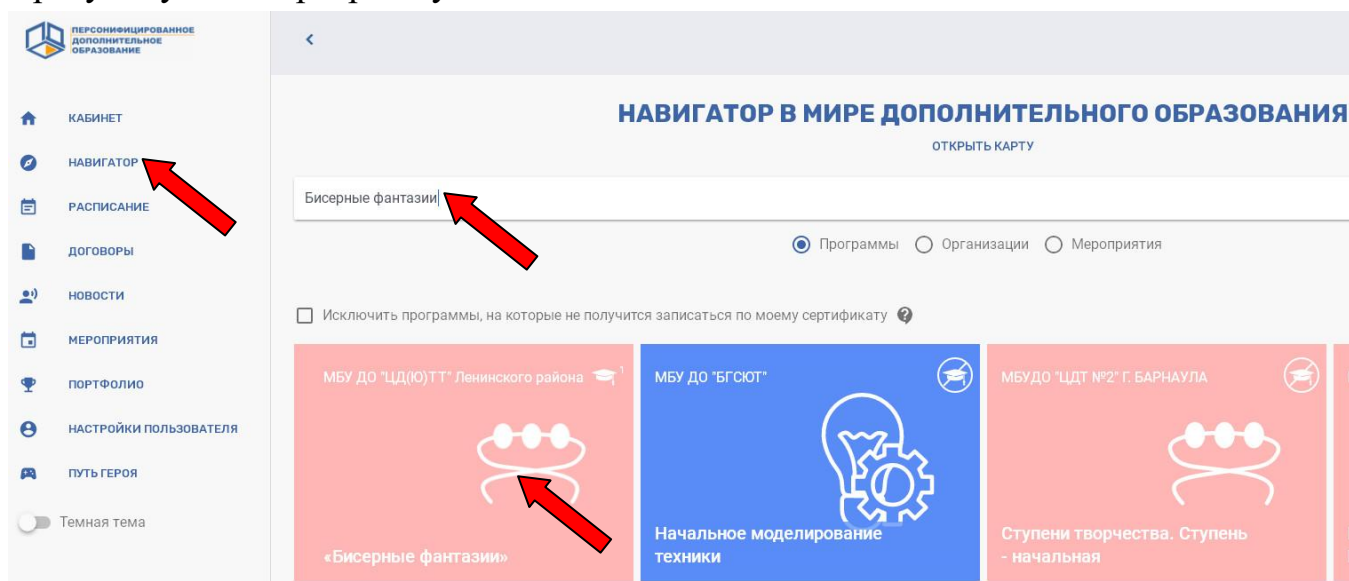 ПЕРСОНИФИЦИРОВАННОЕ
ДОПОЛНИТЕЛЬНОЕ
ОБРАЗОВАНИЕ
КАБИНЕТ
НАВИГАТОР
РАСПИСАНИЕ
ДОГОВОРЫ
НОВОСТИ
МЕРОПРИЯТИЯ
ПОРТФОЛИО
НАСТРОЙКИ ПОЛЬЗОВАТЕЛЯ
ПУТЬ ГЕРОЯ
Темная тема
НАВИГАТОР В МИРЕ ДОПОЛНИТЕЛЬНОГО ОБРАЗОВАНИЯ
ОТКРЫТЬ КАРТУ
Бисерные фантазии
Программы Организации Мероприятия
Исключить программы, на которые не получится записаться по моему сертификату ?
МБУ ДО "ЦД(Ю)ТТ" Ленинского района 1
«Бисерные фантазии»
МБУ ДО "БГСЮТ"
Начальное моделирование
техники
МБУДО "ЦДТ №2" Г. БАРНАУЛА
Ступени творчества. Ступень
- начальная